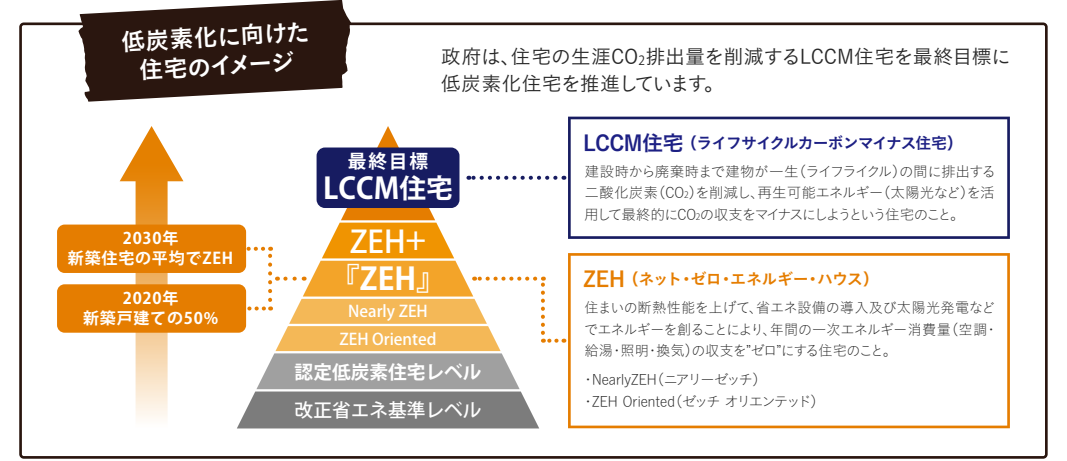 低炭素化に向けた
住宅のイメージ
政府は、住宅の生涯CO₂排出量を削減するLCCM住宅を最終目標に
低炭素化住宅を推進しています。
2030年
新築住宅の平均でZEH
2020年
新築戸建ての50%
最終目標
LCCM住宅
ZEH+
『ZEH』
Nearly ZEH
ZEH Oriented
認定低炭素住宅レベル
改正省エネ基準レベル
LCCM住宅（ライフサイクルカーボンマイナス住宅）
建設時から廃棄時まで建物が一生（ライフライクル）の間に排出する
二酸化炭素（CO₂）を削減し、再生可能エネルギー（太陽光など）を活
用して最終的にCO₂の収支をマイナスにしようという住宅のこと。
ZEH（ネット・ゼロ・エネルギー・ハウス）
住まいの断熱性能を上げて、省エネ設備の導入及び太陽光発電など
でエネルギーを創ることにより、年間の一次エネルギー消費量（空調・
給湯・照明・換気）の収支を"ゼロ"にする住宅のこと。
・NearlyZEH（ニアリーゼッチ）
・ZEH Oriented（ゼッチ オリエンテッド）